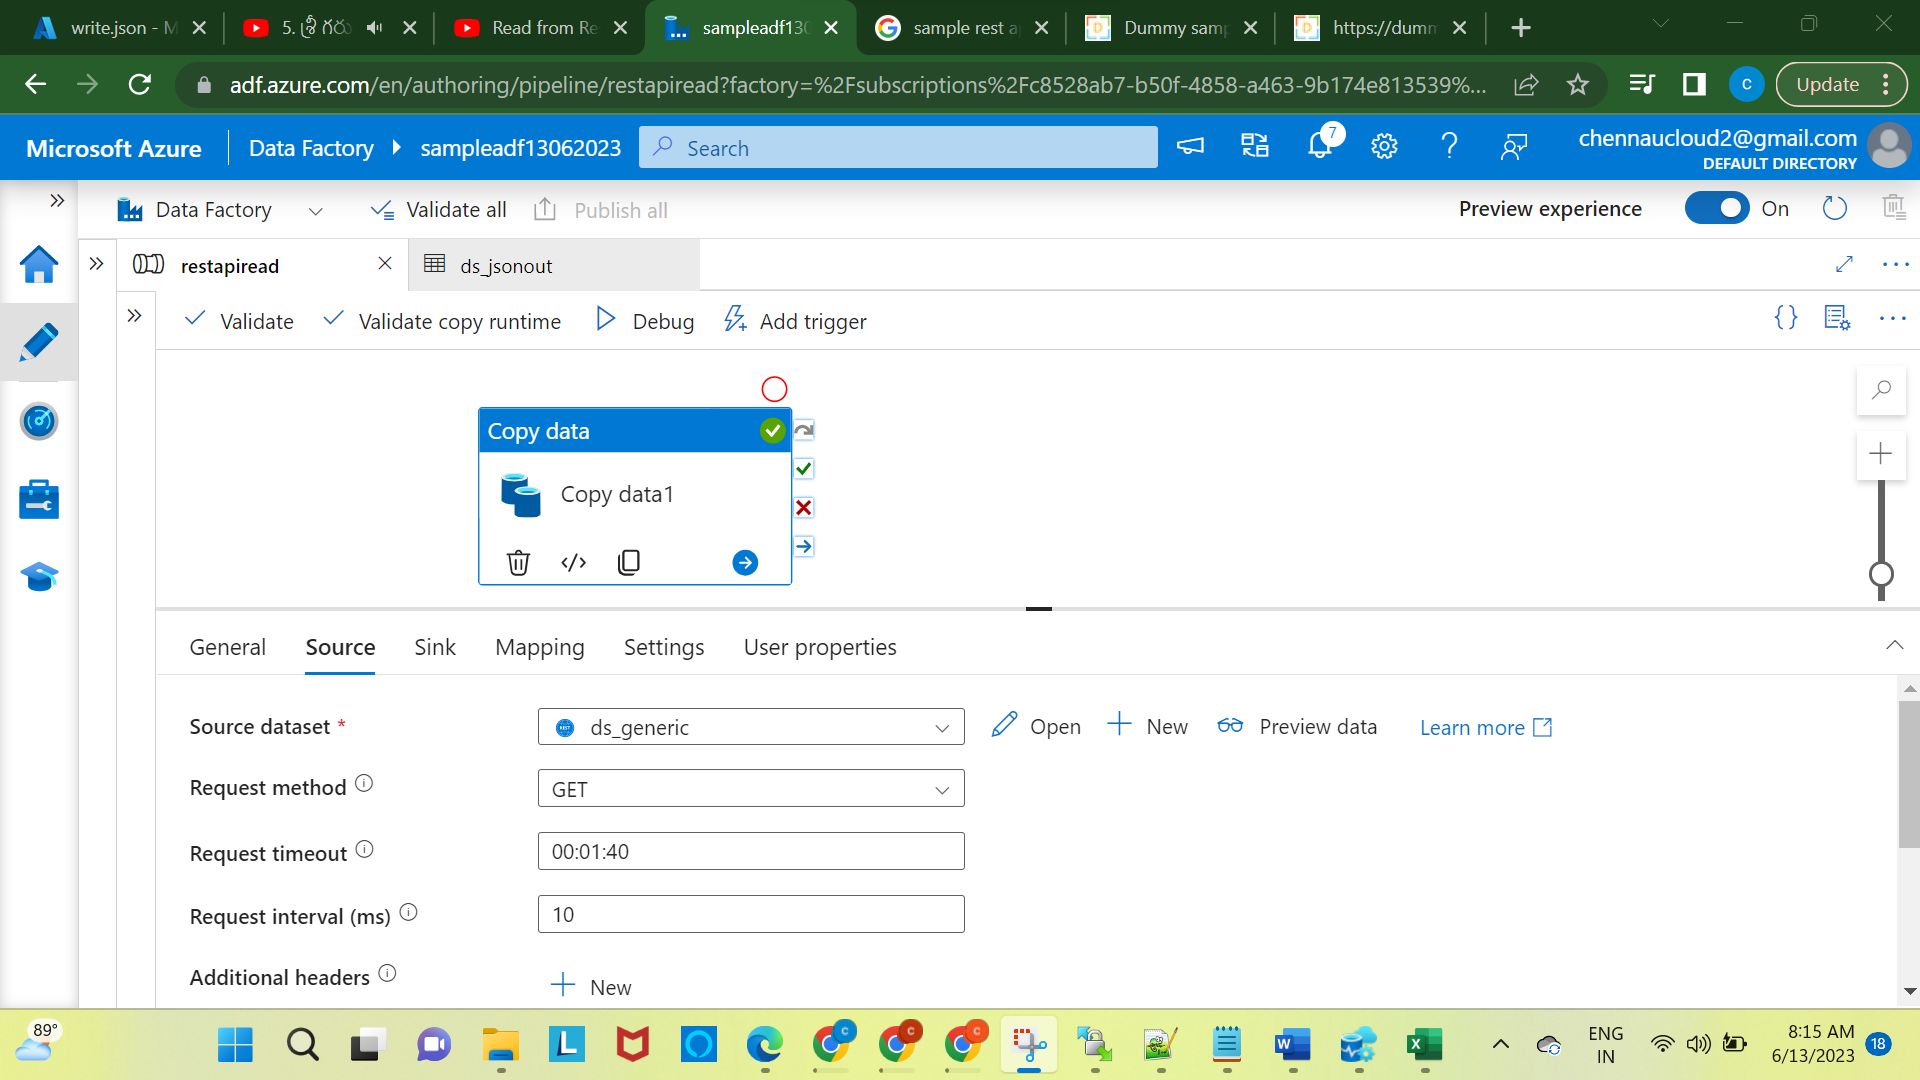 write.json - M
5. శ్రీ గురు
Read from Re
sampleadf130
sample rest a
Dummy sam
https://dumm
adf.azure.com/en/authoring/pipeline/restapiread?factory=%2Fsubscriptions%2Fc8528ab7-b50f-4858-a463-9b174e813539%...
C
Update
Microsoft Azure
Data Factory
sampleadf13062023
Search
7
chennaucloud2@gmail.com
DEFAULT DIRECTORY
Data Factory
Validate all
Publish all
Preview experience
On
restapiread
ds_jsonout
Validate
Validate copy runtime
Debug
Add trigger
Copy data
Copy data1
General
Source
Sink
Mapping
Settings
User properties
Source dataset *
ds_generic
Open
New
Preview data
Learn more
Request method
GET
Request timeout
00:01:40
Request interval (ms)
10
Additional headers
New
89°
ENG
IN
8:15 AM
6/13/2023
18